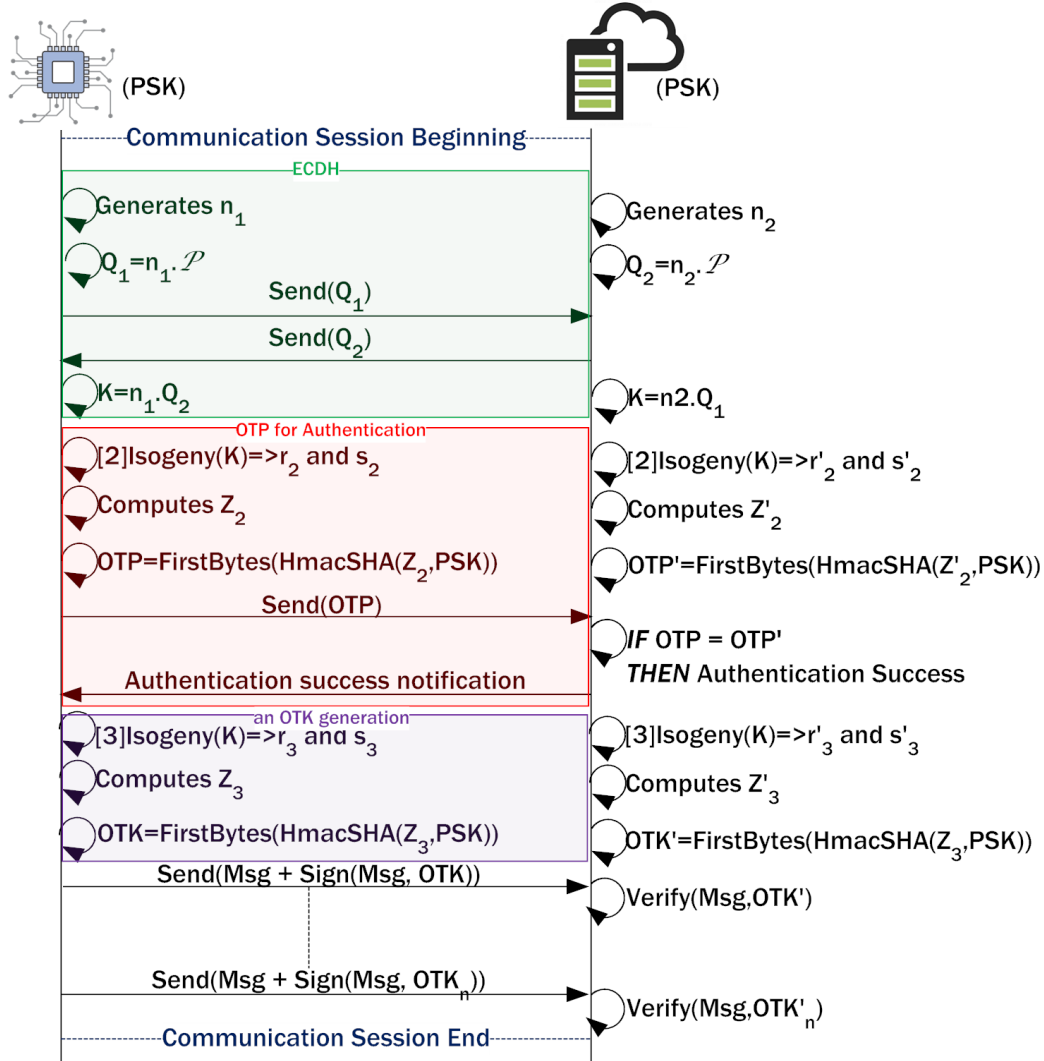 (PSK)
(PSK)
Communication Session Beginning
ECDH
Generates n₁
Generates n₂
Q₁=n₁.𝒫
Q₂=n₂.𝒫
Send(Q₁)
Send(Q₂)
K=n₁.Q₂
K=n2.Q₁
OTP for Authentication
[2]Isogeny(K)=>r₂ and s₂
[2]Isogeny(K)=>r'₂ and s'₂
Computes Z₂
Computes Z'₂
OTP=FirstBytes(HmacSHA(Z₂,PSK))
OTP'=FirstBytes(HmacSHA(Z'₂,PSK))
Send(OTP)
IF OTP = OTP'
THEN Authentication Success
Authentication success notification
an OTK generation
[3]Isogeny(K)=>r₃ and s₃
[3]Isogeny(K)=>r'₃ and s'₃
Computes Z₃
Computes Z'₃
OTK=FirstBytes(HmacSHA(Z₃,PSK))
OTK'=FirstBytes(HmacSHA(Z₃,PSK))
Send(Msg + Sign(Msg, OTK))
Verify(Msg,OTK')
Send(Msg + Sign(Msg, OTKₙ))
Verify(Msg,OTK'ₙ)
Communication Session End